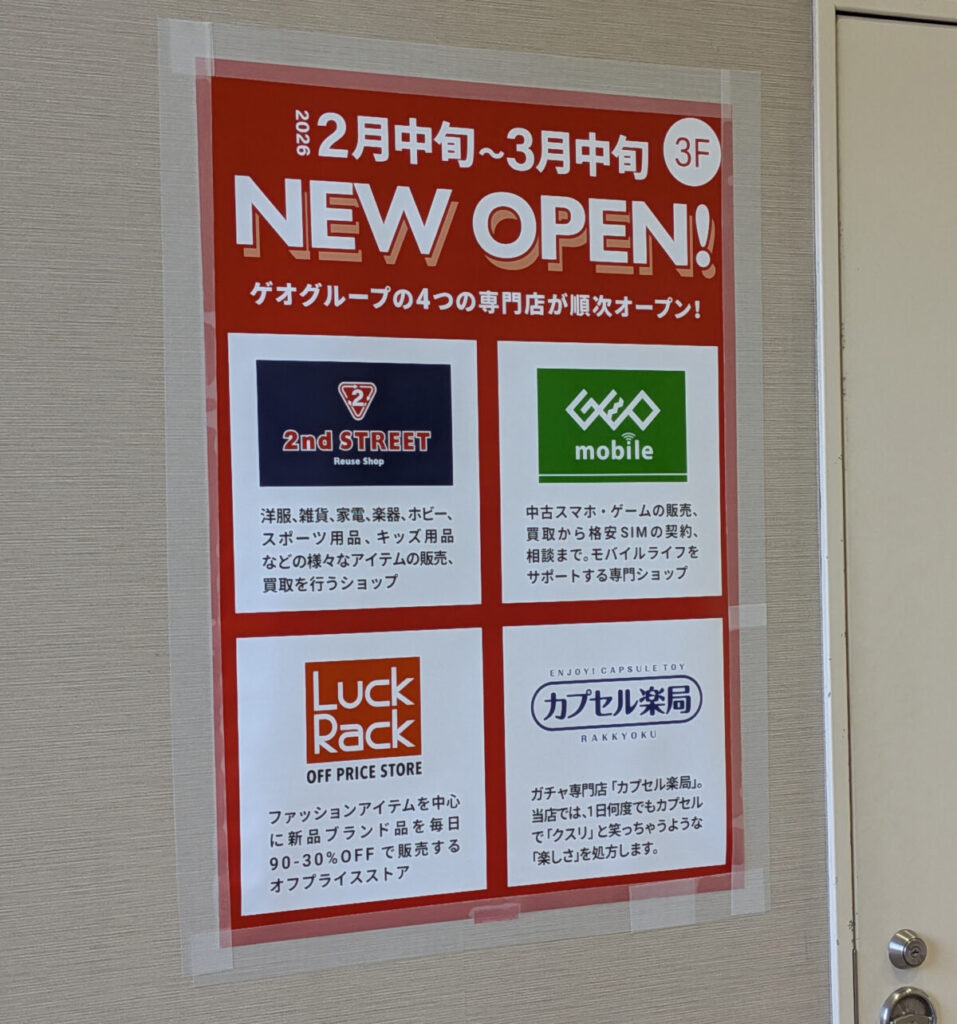 2026 2月中旬~3月中旬 3F
NEW OPEN!
ゲオグループの4つの専門店が順次オープン!
2
2nd STREET
Reuse Shop
洋服、雑貨、家電、楽器、ホビー、
スポーツ用品、キッズ用品
などの様々なアイテムの販売、
買取を行うショップ
GEO
mobile
中古スマホ・ゲームの販売、
買取から格安SIMの契約、
相談まで。モバイルライフを
サポートする専門ショップ
Luck
Rack
OFF PRICE STORE
ファッションアイテムを中心
に新品ブランド品を毎日
90-30%OFFで販売する
オフプライスストア
ENJOY! CAPSULE TOY
カプセル楽局
RAKKYOKU
ガチャ専門店「カプセル楽局」。
当店では、1日何度でもカプセル
で「クスリ」と笑っちゃうような
「楽しさ」を処方します。